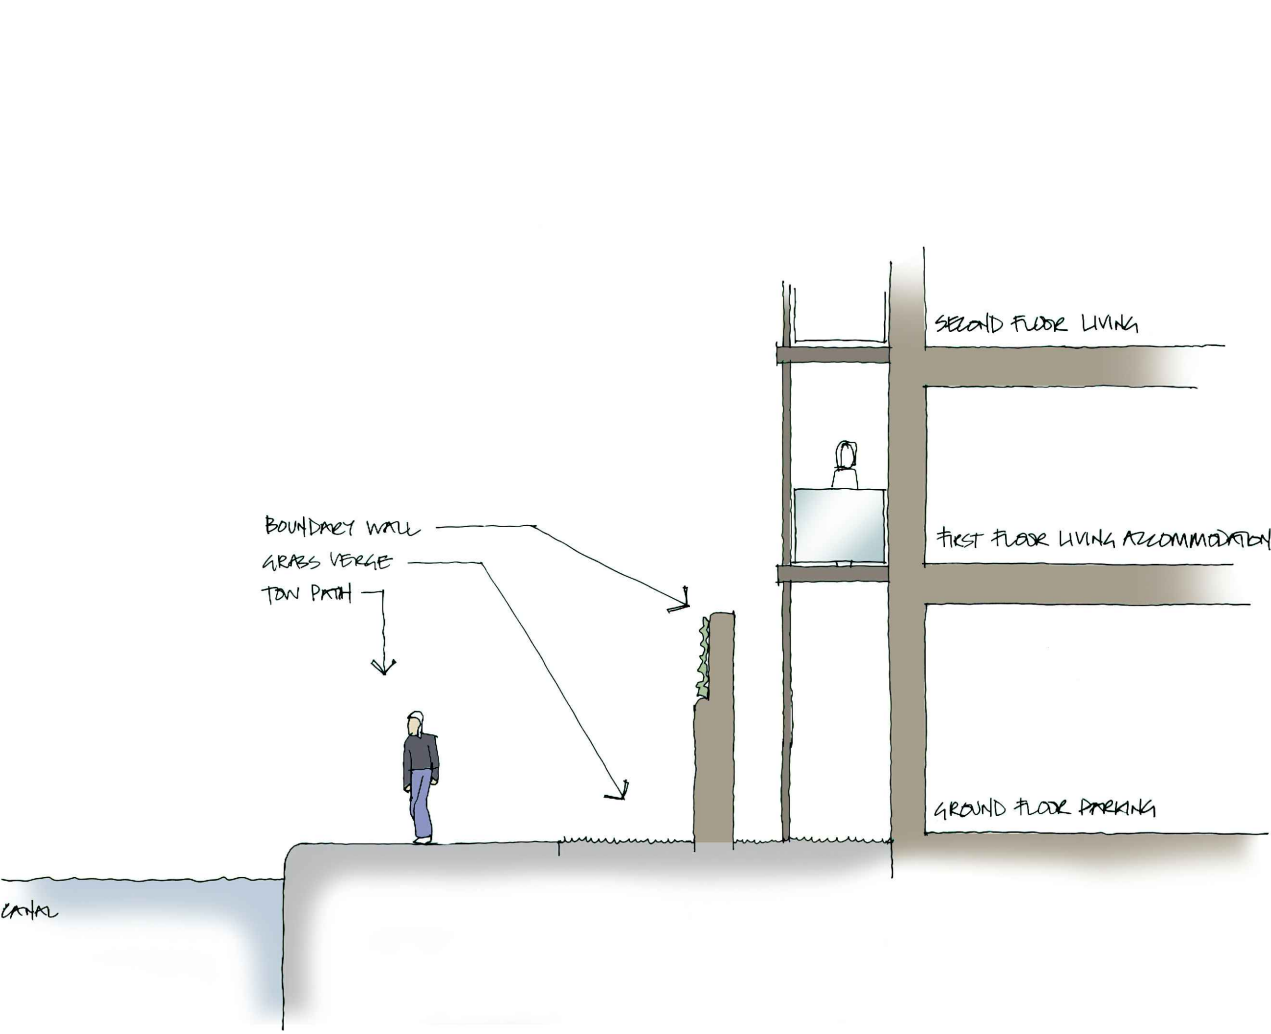 SECOND FLOOR LIVING
BOUNDARY WALL
GRASS VERGE
TOW PATH
FIRST FLOOR LIVING ACCOMMODATION
GROUND FLOOR PARKING
CANAL